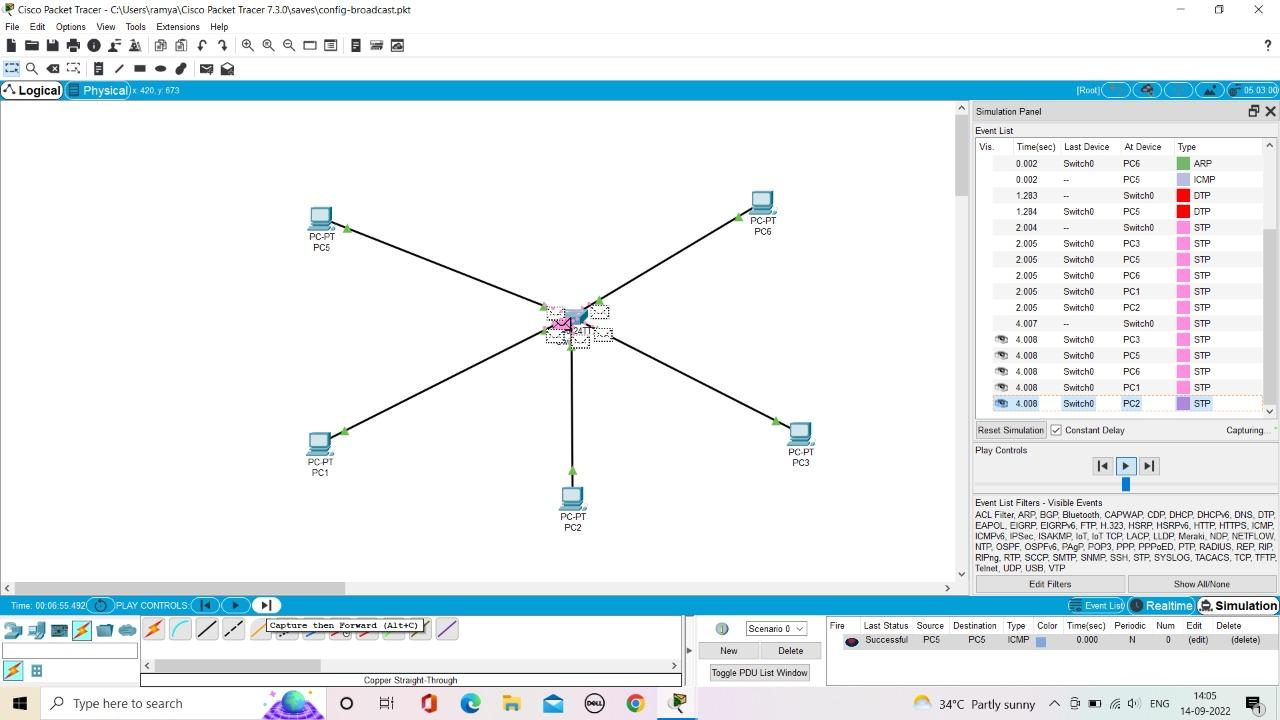 Cisco Packet Tracer - C:\Users\ramya\Cisco Packet Tracer 7.3.0\saves\config-broadcast.pkt
File Edit Options View Tools Extensions Help
?
Logical Physical x: 420, y: 673 [Root] 05:03:00
PC-PT
PC5
PC-PT
PC6
PC-PT
PC1
PC-PT
PC2
PC-PT
PC3
Simulation Panel
Event List
Vis. Time(sec) Last Device At Device Type
0.002 Switch0 PC6 ARP
0.002 -- PC5 ICMP
1.283 -- Switch0 DTP
1.284 Switch0 PC5 DTP
2.004 -- Switch0 STP
2.005 Switch0 PC3 STP
2.005 Switch0 PC5 STP
2.005 Switch0 PC6 STP
2.005 Switch0 PC1 STP
2.005 Switch0 PC2 STP
4.007 -- Switch0 STP
4.008 Switch0 PC3 STP
4.008 Switch0 PC5 STP
4.008 Switch0 PC6 STP
4.008 Switch0 PC1 STP
4.008 Switch0 PC2 STP
Reset Simulation Constant Delay Capturing...
Play Controls
Event List Filters - Visible Events
ACL Filter, ARP, BGP, Bluetooth, CAPWAP, CDP, DHCP, DHCPv6, DNS, DTP,
EAPOL, EIGRP, EIGRPv6, FTP, H.323, HSRP, HSRPv6, HTTP, HTTPS, ICMP,
ICMPv6, IPSec, ISAKMP, IoT, IoT TCP, LACP, LLDP, Meraki, NDP, NETFLOW,
NTP, OSPF, OSPFv6, PAgP, POP3, PPP, PPPoED, PTP, RADIUS, REP, RIP,
RIPng, RTP, SCCP, SMTP, SNMP, SSH, STP, SYSLOG, TACACS, TCP, TFTP,
Telnet, UDP, USB, VTP
Edit Filters Show All/None
Time: 00:06:55.492 PLAY CONTROLS: Event List Realtime Simulation
Capture then Forward (Alt+C)
Copper Straight-Through
Scenario 0
New Delete
Toggle PDU List Window
Fire Last Status Source Destination Type Color Time(sec) Periodic Num Edit Delete
Successful PC5 PC5 ICMP 0.000 N 0 (edit) (delete)
Type here to search
DELL
34°C Partly sunny ENG
14:05
14-09-2022
1